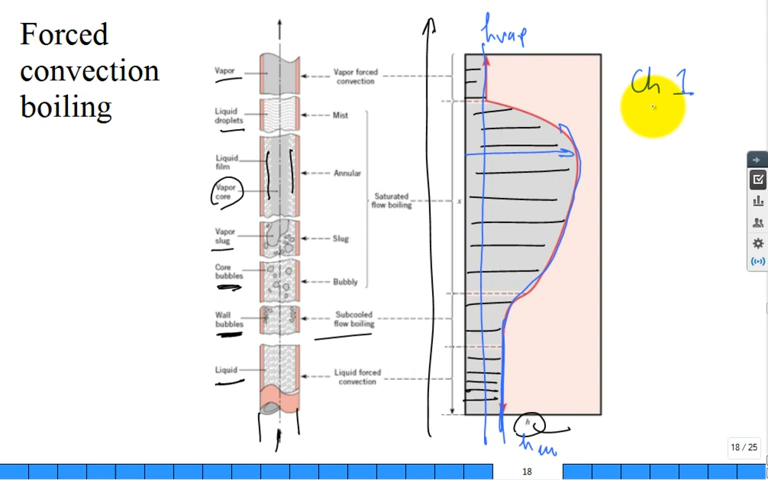 Forced
convection
boiling
Vapor
Vapor forced
convection
Liquid
droplets
Mist
Liquid
film
Vapor
core
Annular
Saturated
flow boiling
Vapor
slug
Slug
Core
bubbles
Bubbly
Wall
bubbles
Subcooled
flow boiling
Liquid
Liquid forced
convection
hvap
x
h
Ch 1
18 / 25
18